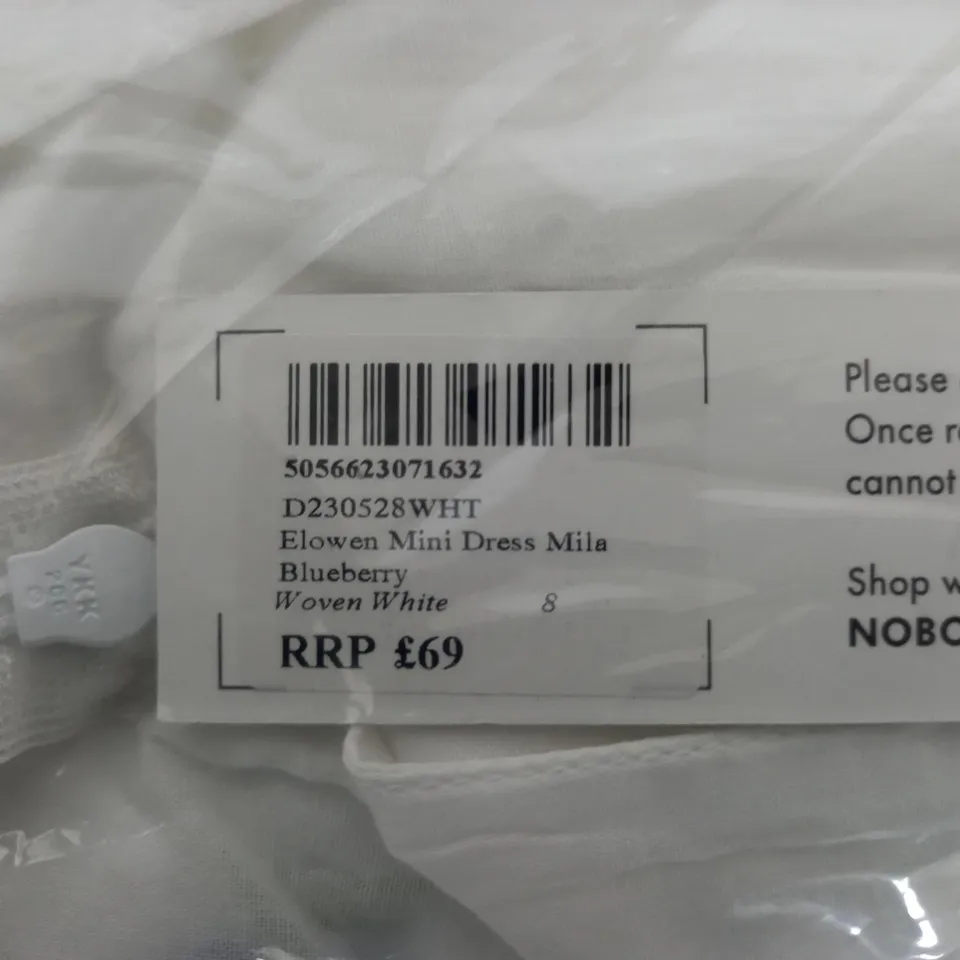 5056623071632
D230528WHT
Elowen Mini Dress Mila
Blueberry
Woven White 8
RRP £69
Please
Once
cannot
Shop
NOBO
YKK